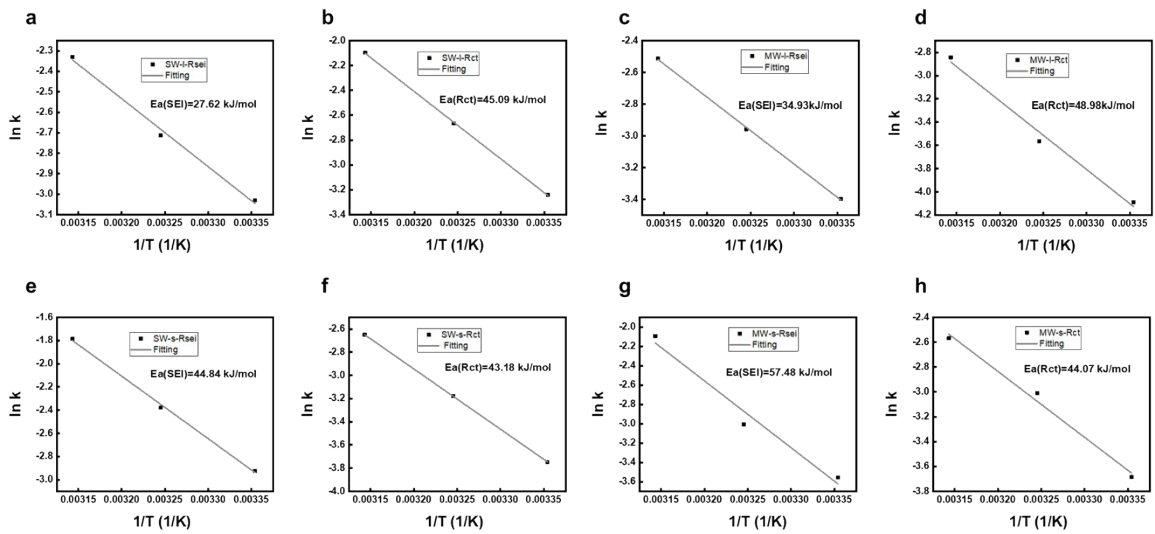 a
-2.3
-2.4
-2.5
-2.6
-2.7
-2.8
-2.9
-3.0
-3.1
ln k
SW-l-Rsei
Fitting
Ea(SEI)=27.62 kJ/mol
0.00315 0.00320 0.00325 0.00330 0.00335
1/T (1/K)
b
-2.0
-2.2
-2.4
-2.6
-2.8
-3.0
-3.2
-3.4
ln k
SW-l-Rct
Fitting
Ea(Rct)=45.09 kJ/mol
0.00315 0.00320 0.00325 0.00330 0.00335
1/T (1/K)
c
-2.4
-2.6
-2.8
-3.0
-3.2
-3.4
ln k
MW-l-Rsei
Fitting
Ea(SEI)=34.93kJ/mol
0.00315 0.00320 0.00325 0.00330 0.00335
1/T (1/K)
d
-2.8
-3.0
-3.2
-3.4
-3.6
-3.8
-4.0
-4.2
ln k
MW-l-Rct
Fitting
Ea(Rct)=48.98kJ/mol
0.00315 0.00320 0.00325 0.00330 0.00335
1/T (1/K)
e
-1.6
-1.8
-2.0
-2.2
-2.4
-2.6
-2.8
-3.0
ln k
SW-s-Rsei
Fitting
Ea(SEI)=44.84 kJ/mol
0.00315 0.00320 0.00325 0.00330 0.00335
1/T (1/K)
f
-2.6
-2.8
-3.0
-3.2
-3.4
-3.6
-3.8
-4.0
ln k
SW-s-Rct
Fitting
Ea(Rct)=43.18 kJ/mol
0.00315 0.00320 0.00325 0.00330 0.00335
1/T (1/K)
g
-2.0
-2.2
-2.4
-2.6
-2.8
-3.0
-3.2
-3.4
-3.6
ln k
MW-s-Rsei
Fitting
Ea(SEI)=57.48 kJ/mol
0.00315 0.00320 0.00325 0.00330 0.00335
1/T (1/K)
h
-2.4
-2.6
-2.8
-3.0
-3.2
-3.4
-3.6
-3.8
ln k
MW-s-Rct
Fitting
Ea(Rct)=44.07 kJ/mol
0.00315 0.00320 0.00325 0.00330 0.00335
1/T (1/K)